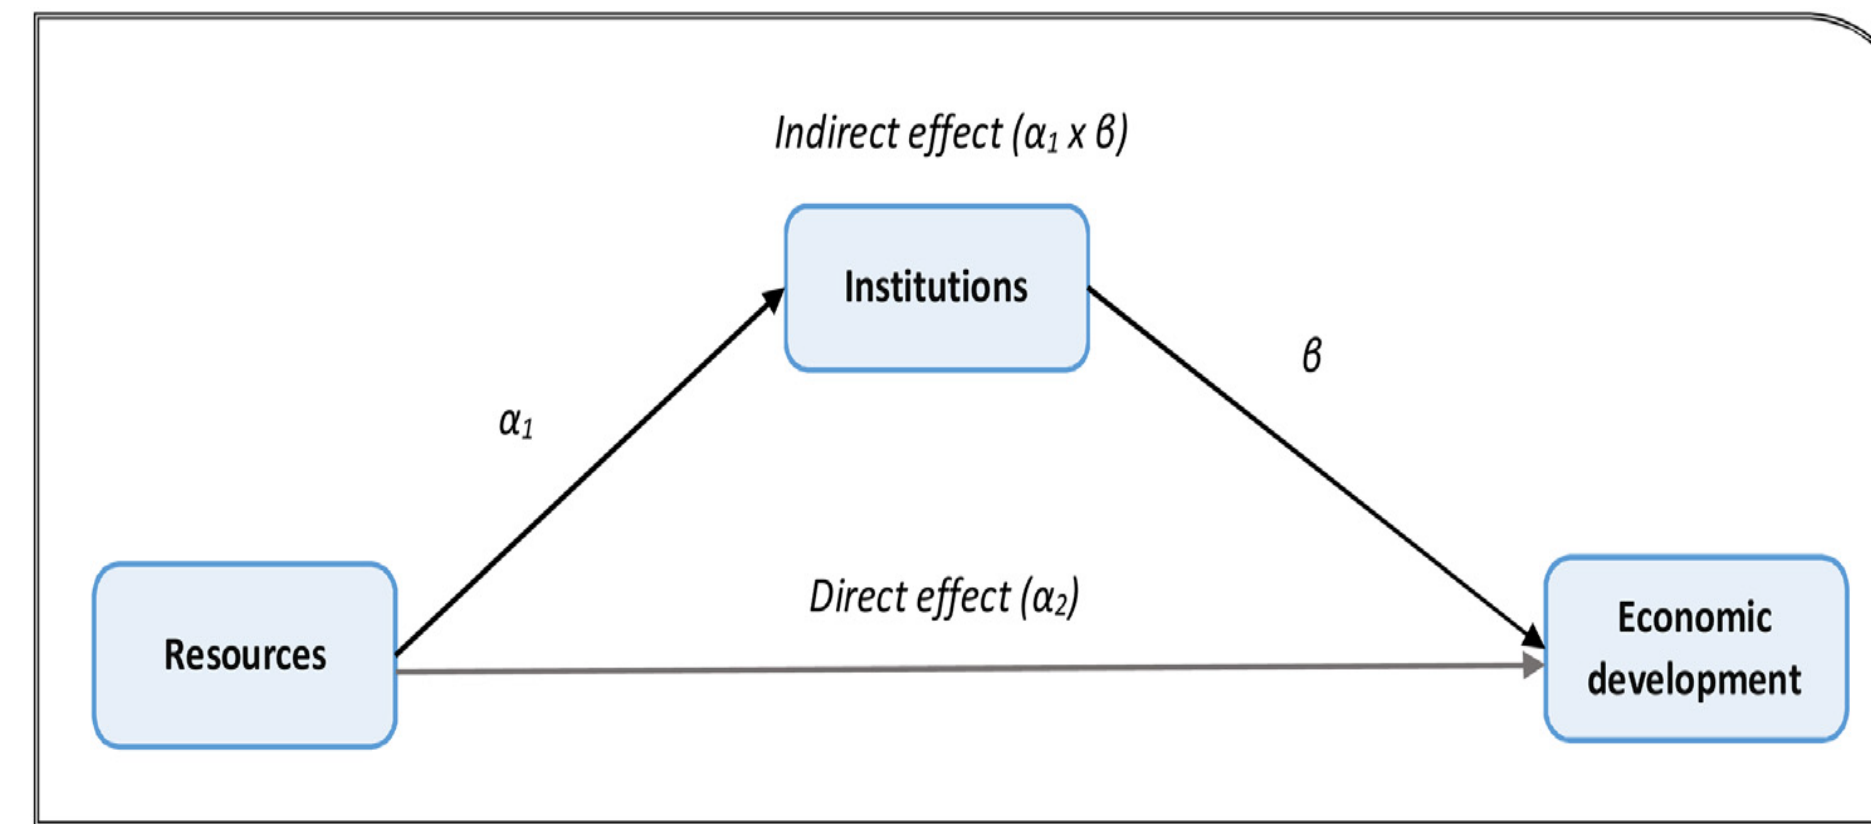 Indirect effect (α₁ x β)
Institutions
β
α₁
Direct effect (α₂)
Resources
Economic
development